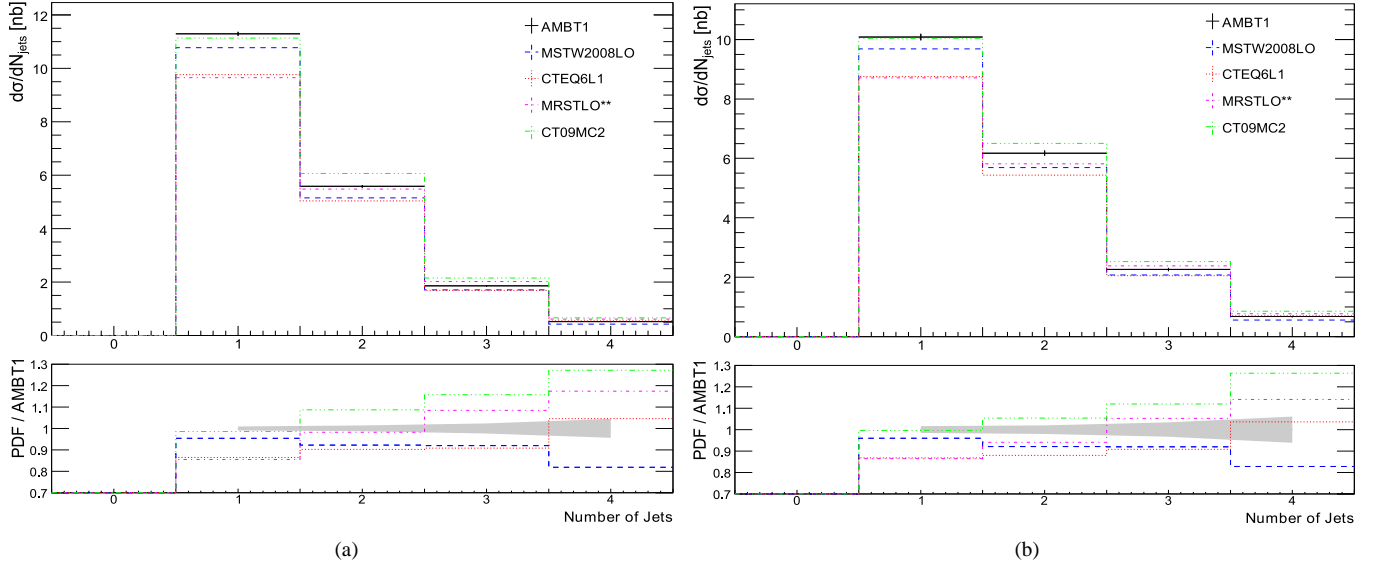 dσ/dN_jets [nb]
12
10
8
6
4
2
0
AMBT1
MSTW2008LO
CTEQ6L1
MRSTLO**
CT09MC2
0 1 2 3 4
PDF / AMBT1
1.3
1.2
1.1
1
0.9
0.8
0.7
0 1 2 3 4
Number of Jets
(a)
dσ/dN_jets [nb]
10
8
6
4
2
0
AMBT1
MSTW2008LO
CTEQ6L1
MRSTLO**
CT09MC2
0 1 2 3 4
PDF / AMBT1
1.3
1.2
1.1
1
0.9
0.8
0.7
0 1 2 3 4
Number of Jets
(b)